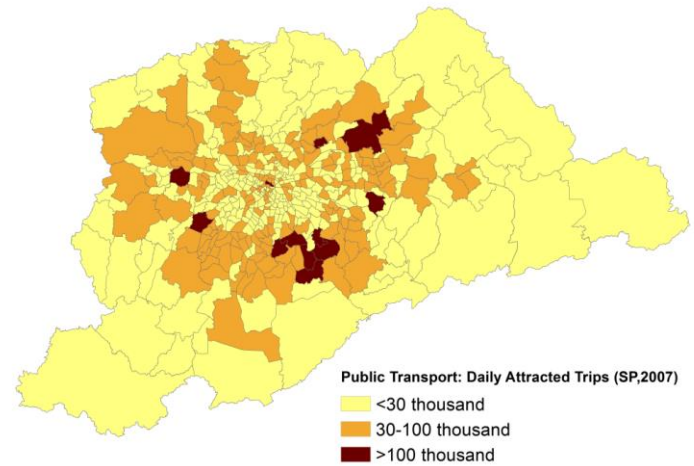 Public Transport: Daily Attracted Trips (SP,2007)
<30 thousand
30-100 thousand
>100 thousand